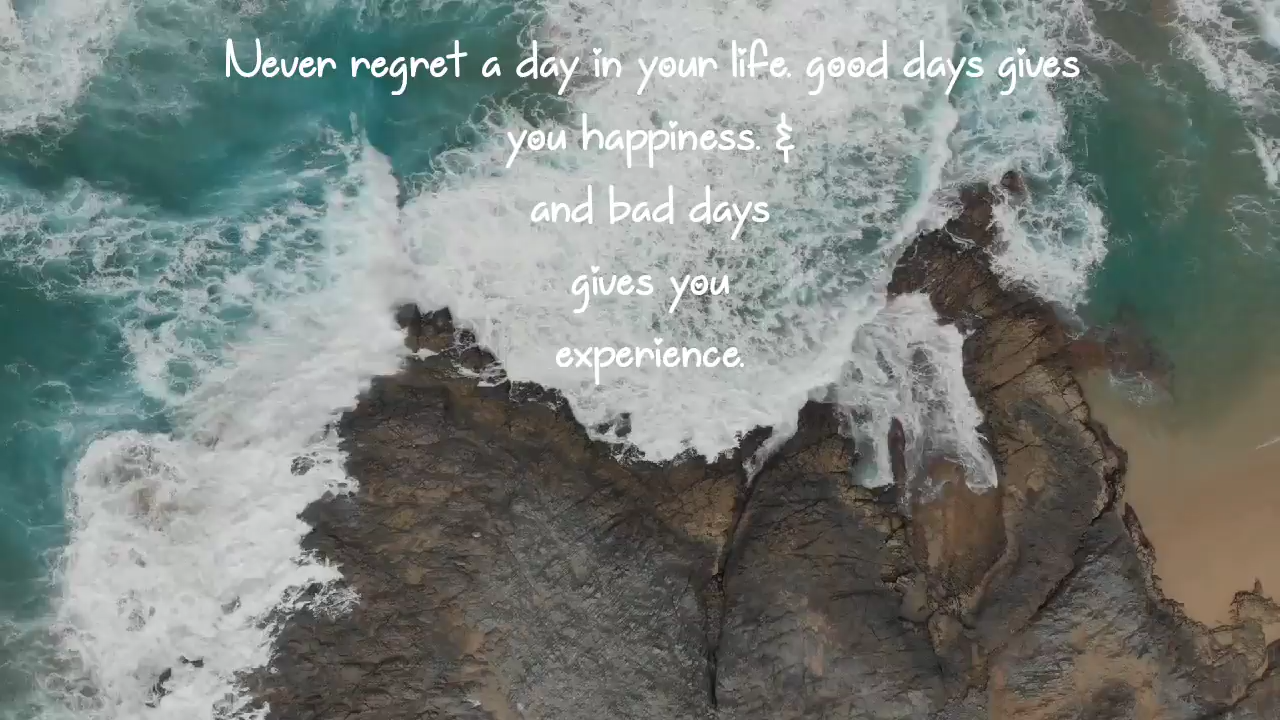 Never regret a day in your life. good days gives
you happiness. &
and bad days
gives you
experience.